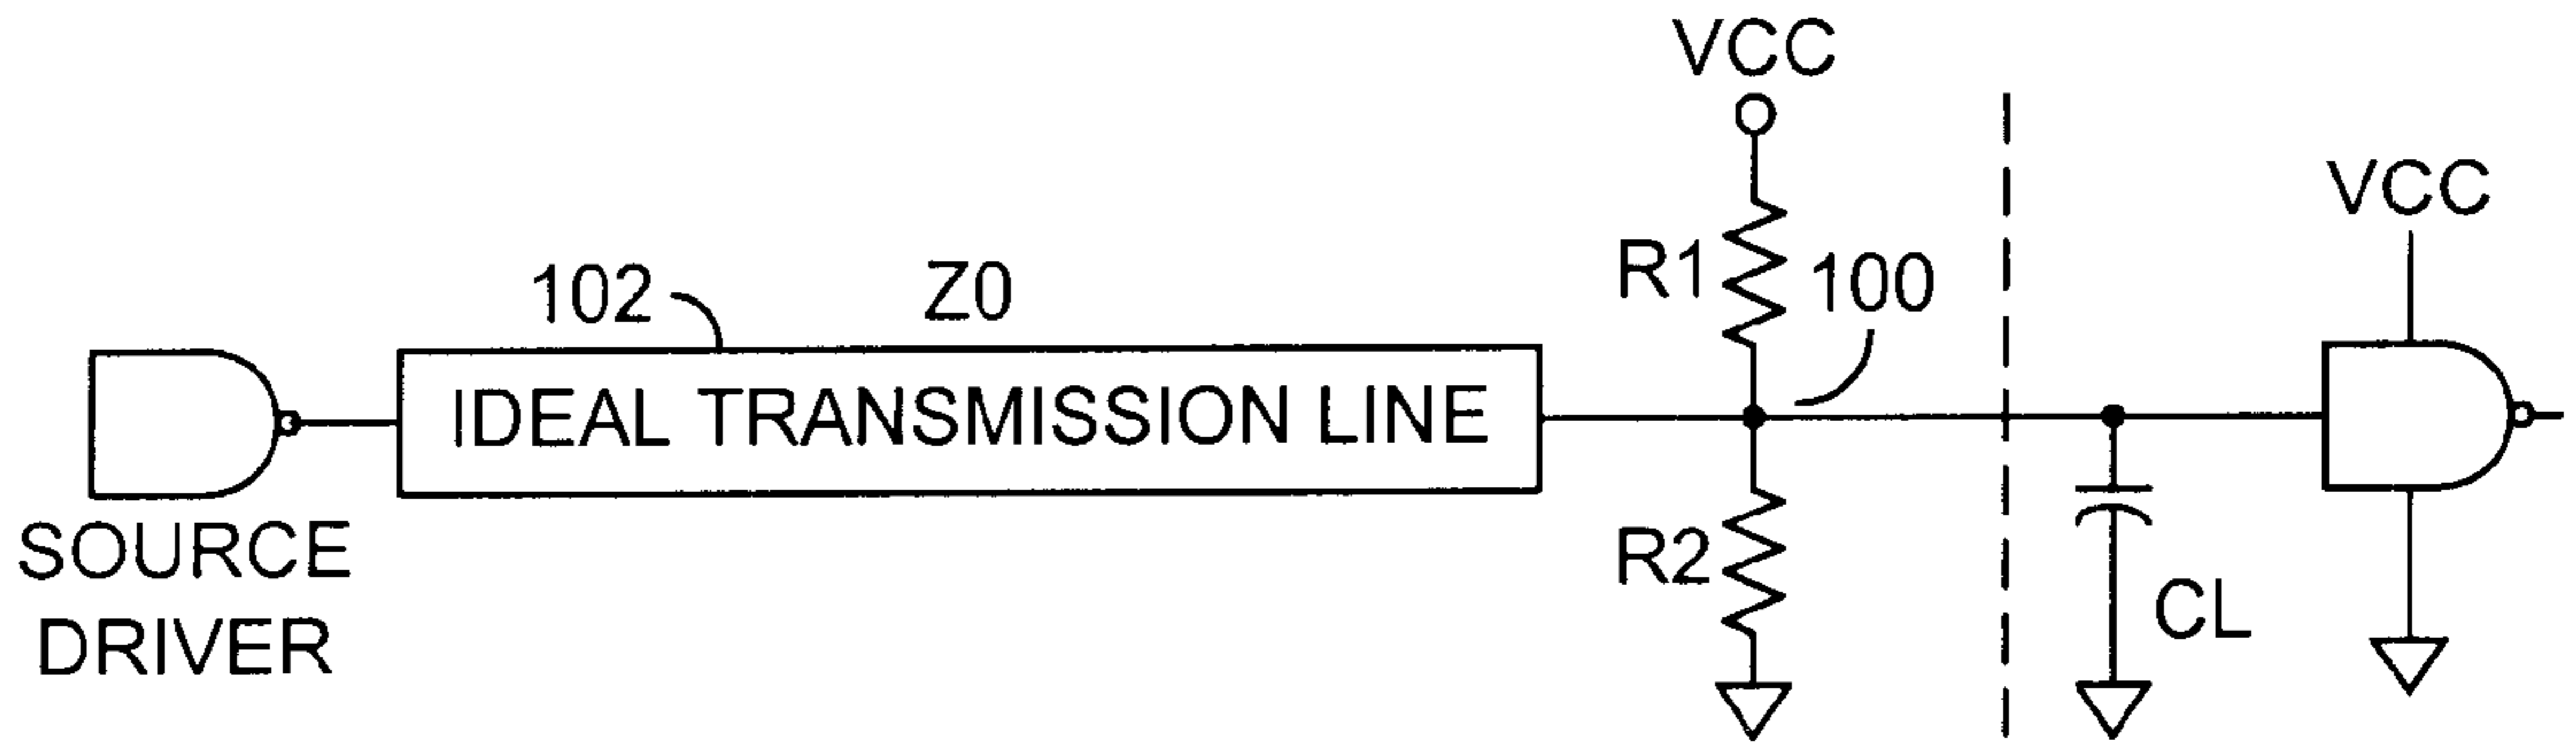 VCC
VCC
R1
100
102
Z0
IDEAL TRANSMISSION LINE
SOURCE
DRIVER
R2
CL